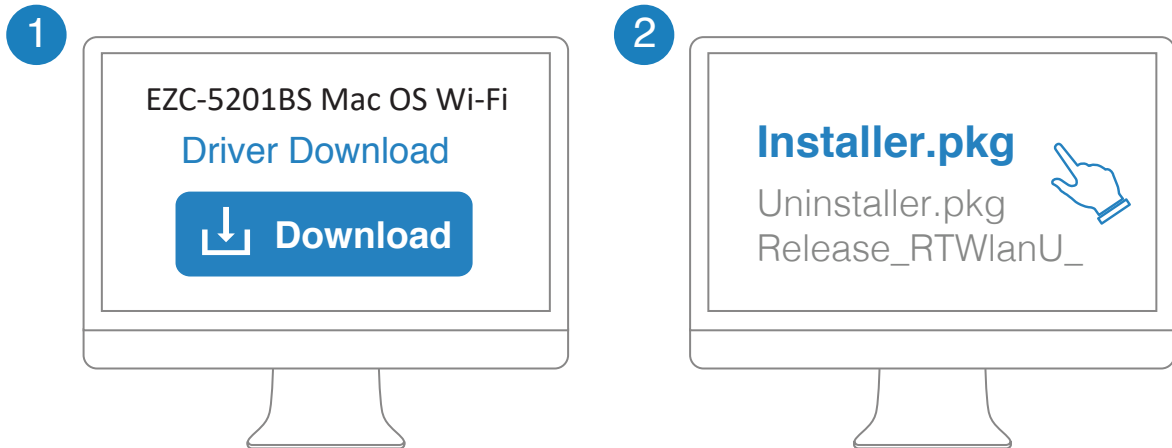 1
EZC-5201BS Mac OS Wi-Fi
Driver Download
Download
2
Installer.pkg
Uninstaller.pkg
Release_RTWlanU_